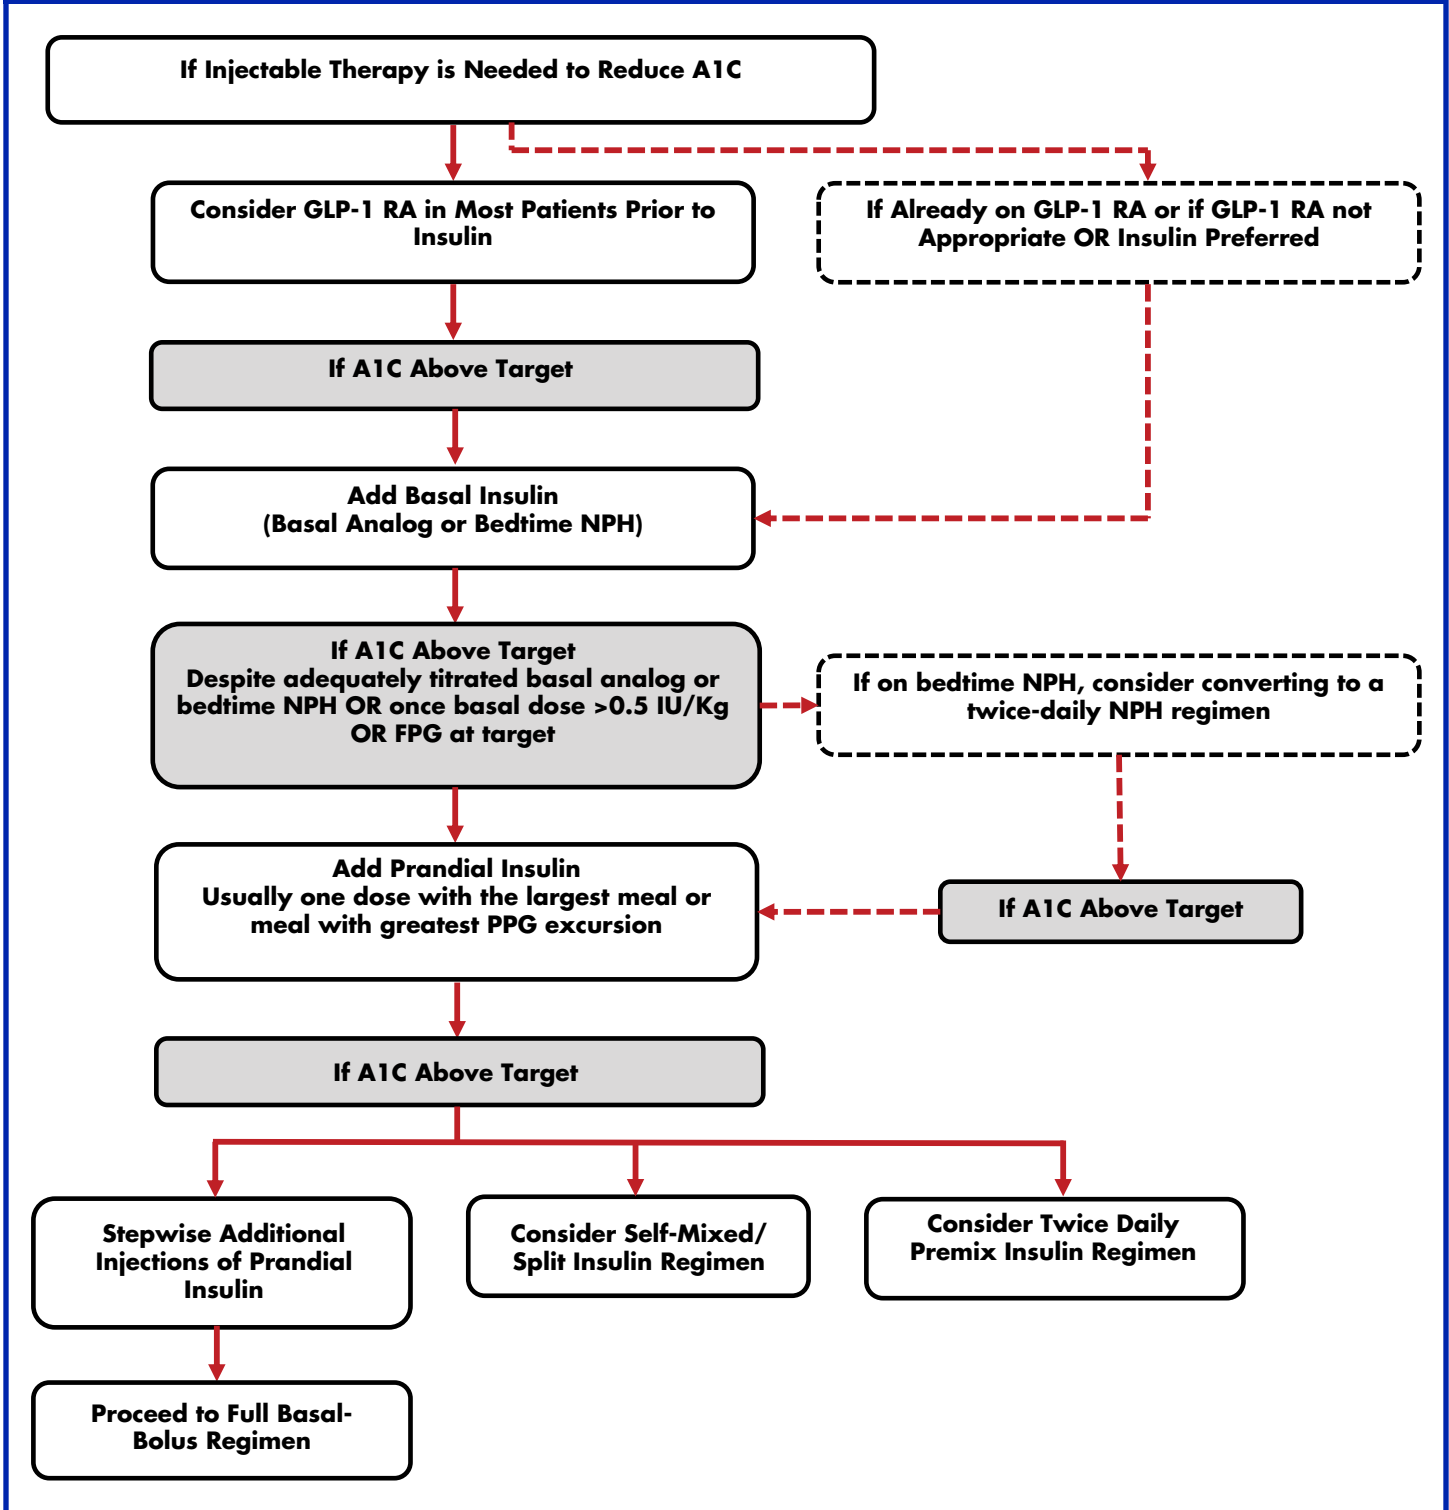 If Injectable Therapy is Needed to Reduce A1C
Consider GLP-1 RA in Most Patients Prior to
Insulin
If Already on GLP-1 RA or if GLP-1 RA not
Appropriate OR Insulin Preferred
If A1C Above Target
Add Basal Insulin
(Basal Analog or Bedtime NPH)
If A1C Above Target
Despite adequately titrated basal analog or
bedtime NPH OR once basal dose >0.5 IU/Kg
OR FPG at target
If on bedtime NPH, consider converting to a
twice-daily NPH regimen
Add Prandial Insulin
Usually one dose with the largest meal or
meal with greatest PPG excursion
If A1C Above Target
If A1C Above Target
Stepwise Additional
Injections of Prandial
Insulin
Consider Self-Mixed/
Split Insulin Regimen
Consider Twice Daily
Premix Insulin Regimen
Proceed to Full Basal-
Bolus Regimen